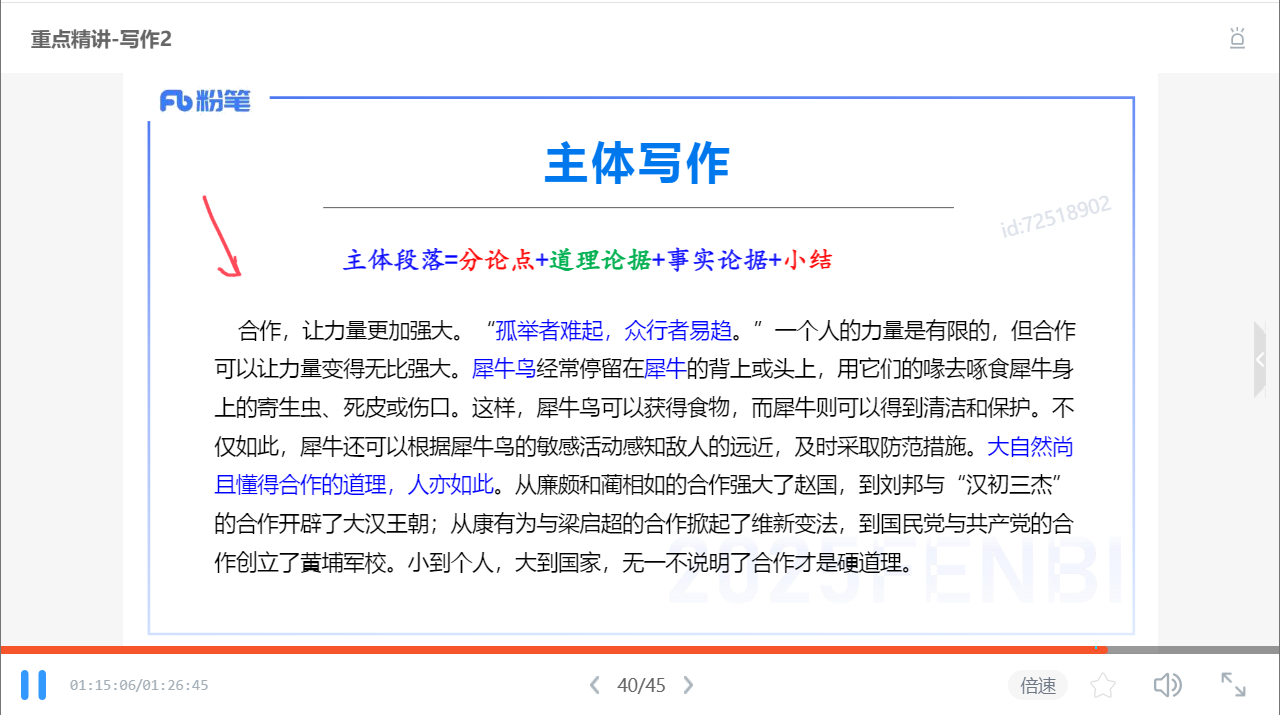 重点精讲-写作2
粉笔
主体写作
id:72518902
主体段落=分论点+道理论据+事实论据+小结
合作，让力量更加强大。“孤举者难起，众行者易趋。”一个人的力量是有限的，但合作
可以让力量变得无比强大。犀牛鸟经常停留在犀牛的背上或头上，用它们的喙去啄食犀牛身
上的寄生虫、死皮或伤口。这样，犀牛鸟可以获得食物，而犀牛则可以得到清洁和保护。不
仅如此，犀牛还可以根据犀牛鸟的敏感活动感知敌人的远近，及时采取防范措施。大自然尚
且懂得合作的道理，人亦如此。从廉颇和蔺相如的合作强大了赵国，到刘邦与“汉初三杰”
的合作开辟了大汉王朝；从康有为与梁启超的合作掀起了维新变法，到国民党与共产党的合
作创立了黄埔军校。小到个人，大到国家，无一不说明了合作才是硬道理。
2025FENBI
01:15:06/01:26:45
40/45
倍速